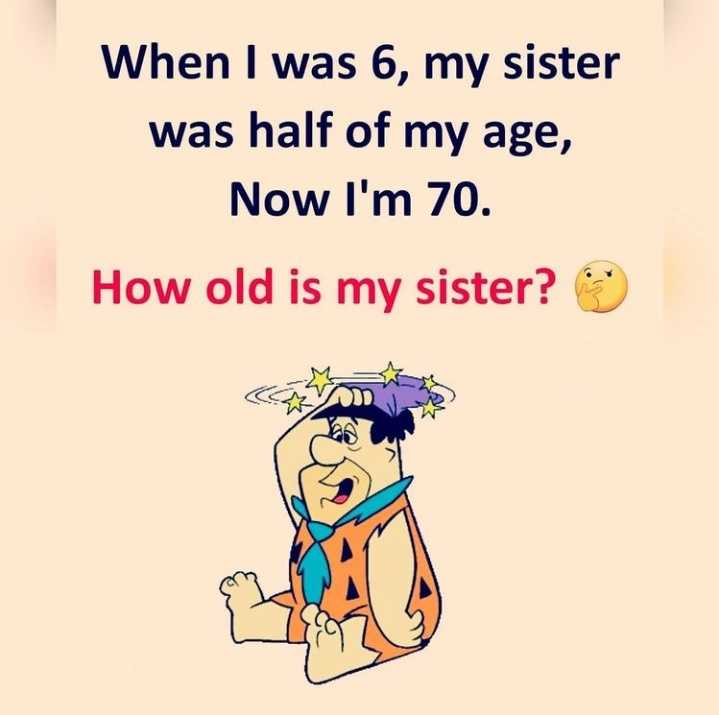 When I was 6, my sister
was half of my age,
Now I'm 70.
How old is my sister? 🤔